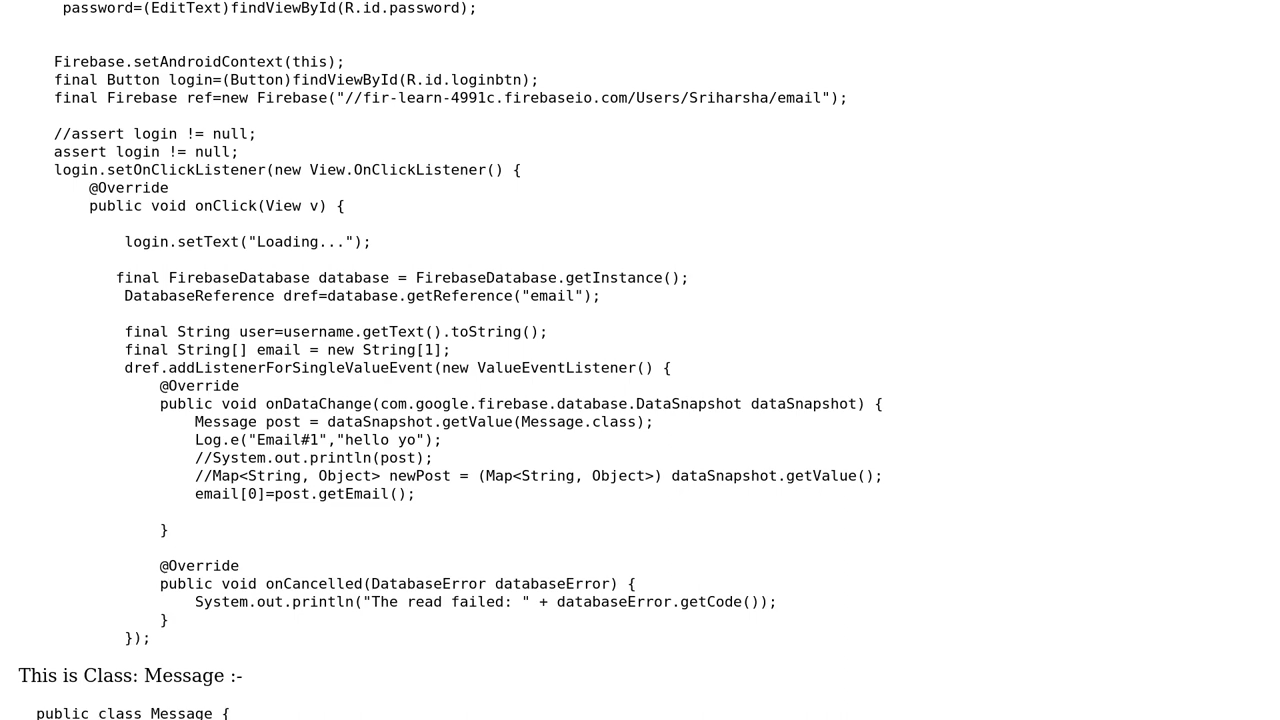 password=(EditText)findViewById(R.id.password);
Firebase.setAndroidContext(this);
final Button login=(Button)findViewById(R.id.loginbtn);
final Firebase ref=new Firebase("//fir-learn-4991c.firebaseio.com/Users/Sriharsha/email");
//assert login != null;
assert login != null;
login.setOnClickListener(new View.OnClickListener() {
@Override
public void onClick(View v) {
login.setText("Loading...");
final FirebaseDatabase database = FirebaseDatabase.getInstance();
DatabaseReference dref=database.getReference("email");
final String user=username.getText().toString();
final String[] email = new String[1];
dref.addListenerForSingleValueEvent(new ValueEventListener() {
@Override
public void onDataChange(com.google.firebase.database.DataSnapshot dataSnapshot) {
Message post = dataSnapshot.getValue(Message.class);
Log.e("Email#1","hello yo");
//System.out.println(post);
//Map<String, Object> newPost = (Map<String, Object>) dataSnapshot.getValue();
email[0]=post.getEmail();
}
@Override
public void onCancelled(DatabaseError databaseError) {
System.out.println("The read failed: " + databaseError.getCode());
}
});
This is Class: Message :-
public class Message {